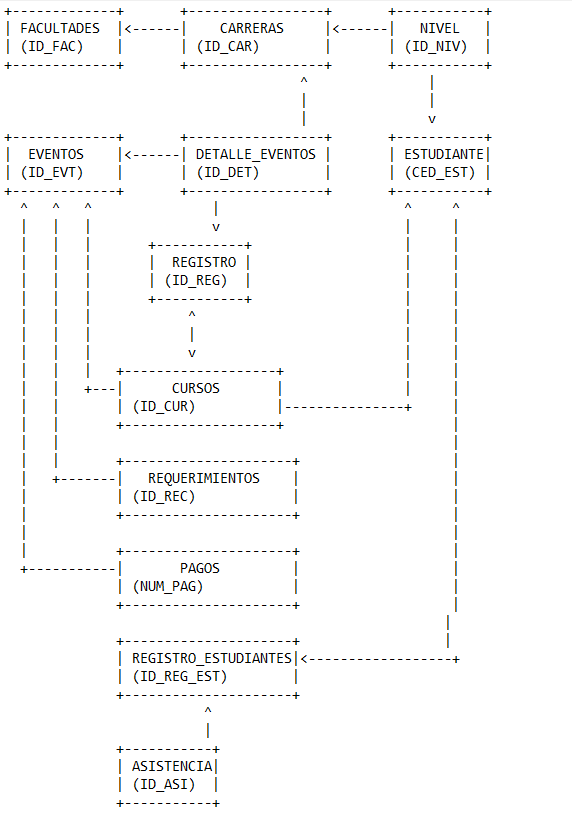 FACULTADES CARRERAS NIVEL
(ID_FAC) (ID_CAR) (ID_NIV)
EVENTOS DETALLE_EVENTOS ESTUDIANTE
(ID_EVT) (ID_DET) (CED_EST)
REGISTRO
(ID_REG)
CURSOS
(ID_CUR)
REQUERIMIENTOS
(ID_REC)
PAGOS
(NUM_PAG)
REGISTRO_ESTUDIANTES
(ID_REG_EST)
ASISTENCIA
(ID_ASI)